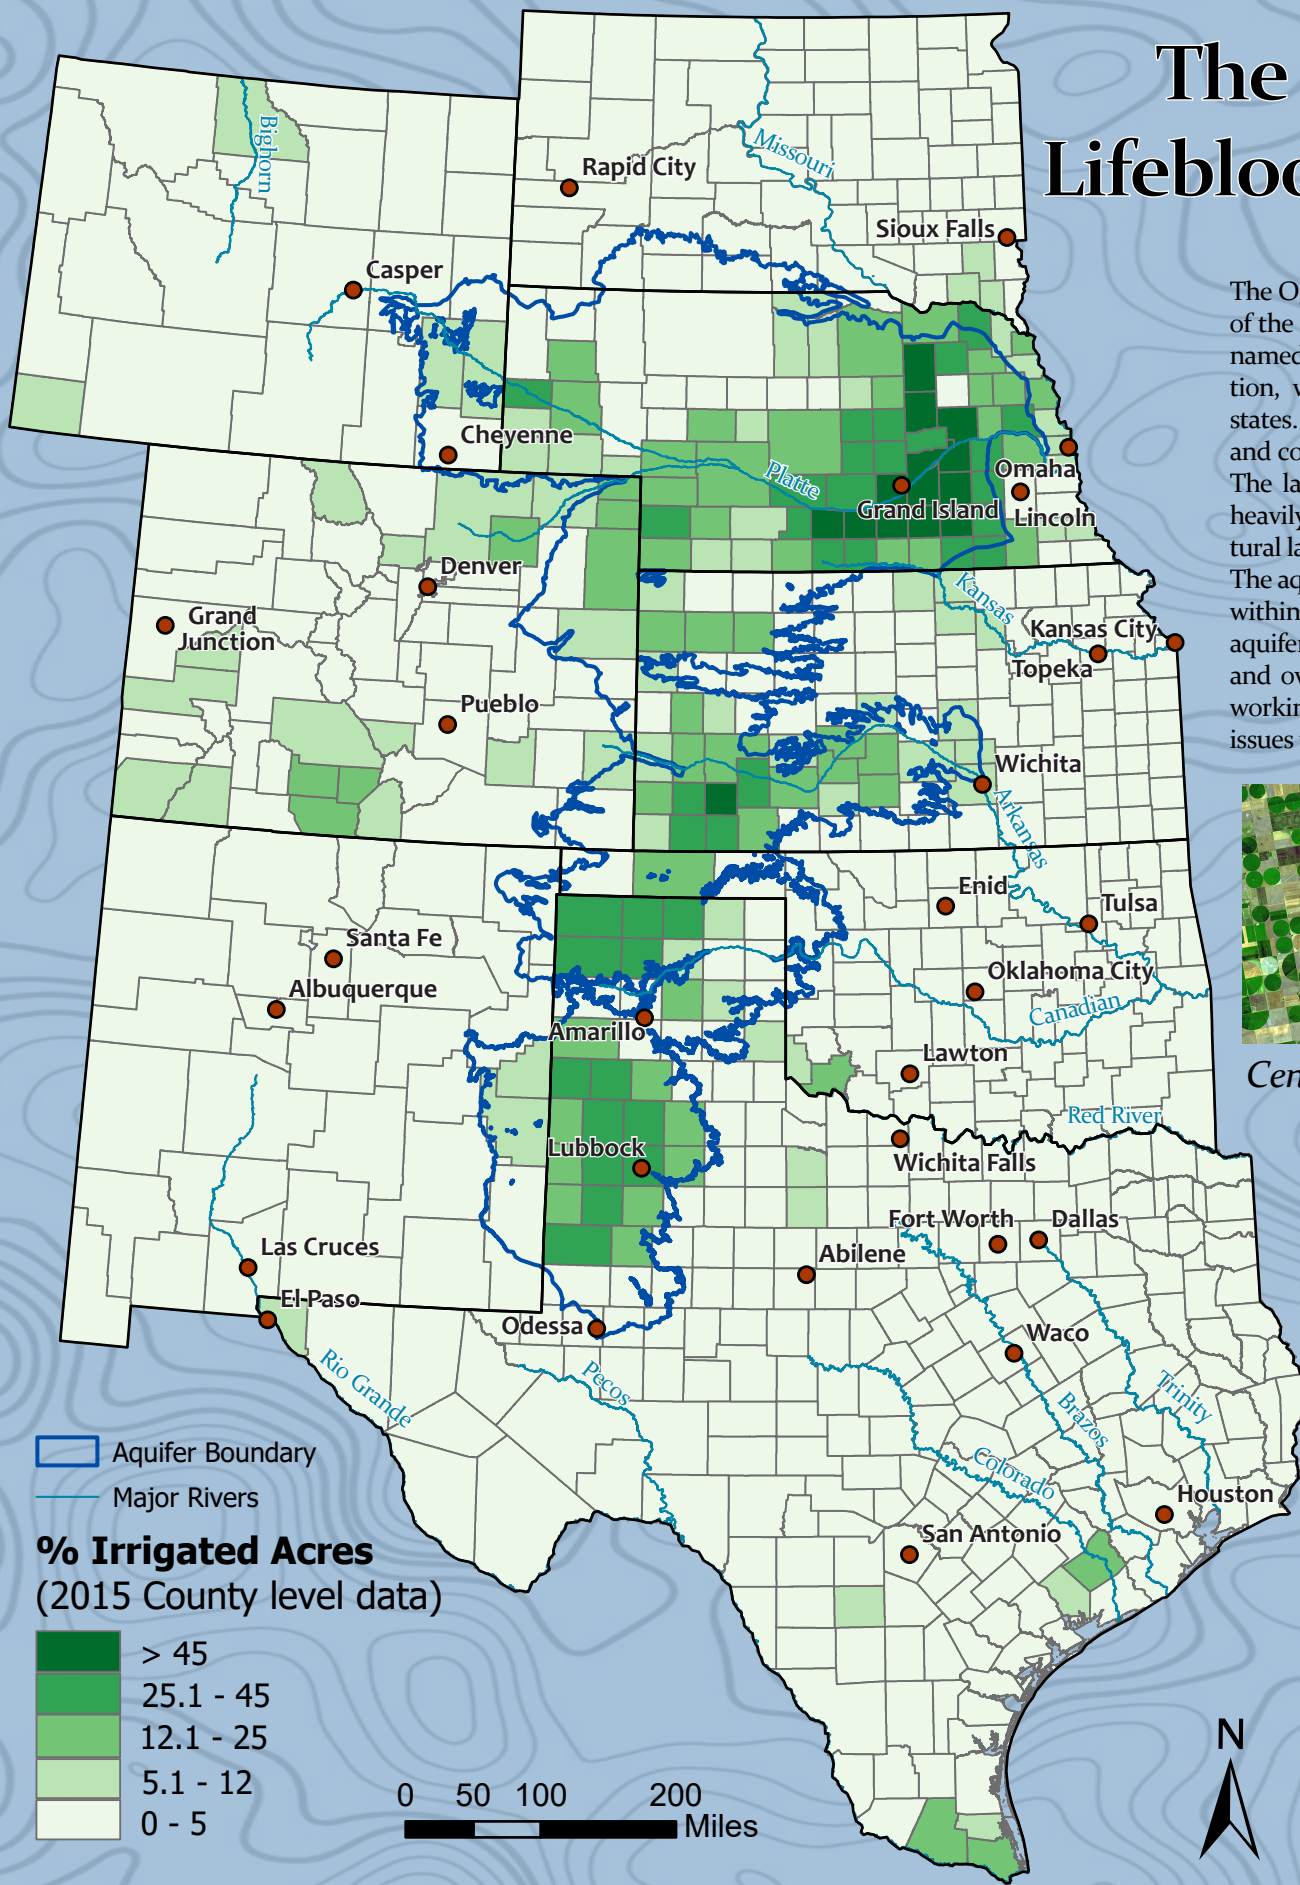 The
Lifebloo
The O
of the
named
tion, v
states.
and co
The la
heavily
tural la
The aq
within
aquifer
and ov
workin
issues
Cen
Bighorn
Missouri
Rapid City
Sioux Falls
Casper
Cheyenne
Platte
Omaha
Grand Island
Lincoln
Denver
Grand
Junction
Kansas
Kansas City
Topeka
Pueblo
Wichita
Arkansas
Enid
Tulsa
Santa Fe
Albuquerque
Oklahoma City
Canadian
Amarillo
Lawton
Red River
Lubbock
Wichita Falls
Fort Worth
Dallas
Las Cruces
Abilene
El Paso
Odessa
Waco
Rio Grande
Pecos
Trinity
Brazos
Colorado
Houston
San Antonio
Aquifer Boundary
Major Rivers
% Irrigated Acres
(2015 County level data)
> 45
25.1 - 45
12.1 - 25
5.1 - 12
0 - 5
0 50 100 200
Miles
N